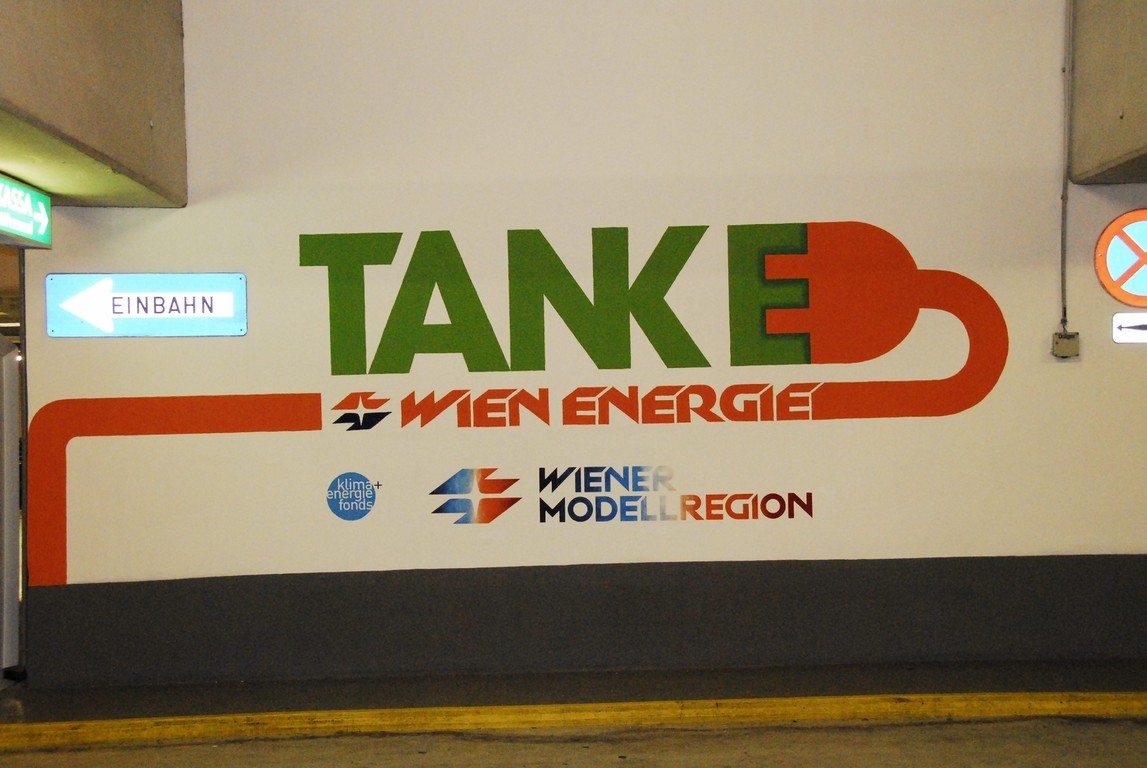 KASSA
EINBAHN
TANKE
WIEN ENERGIE
klima+
energie
fonds
WIENER
MODELLREGION